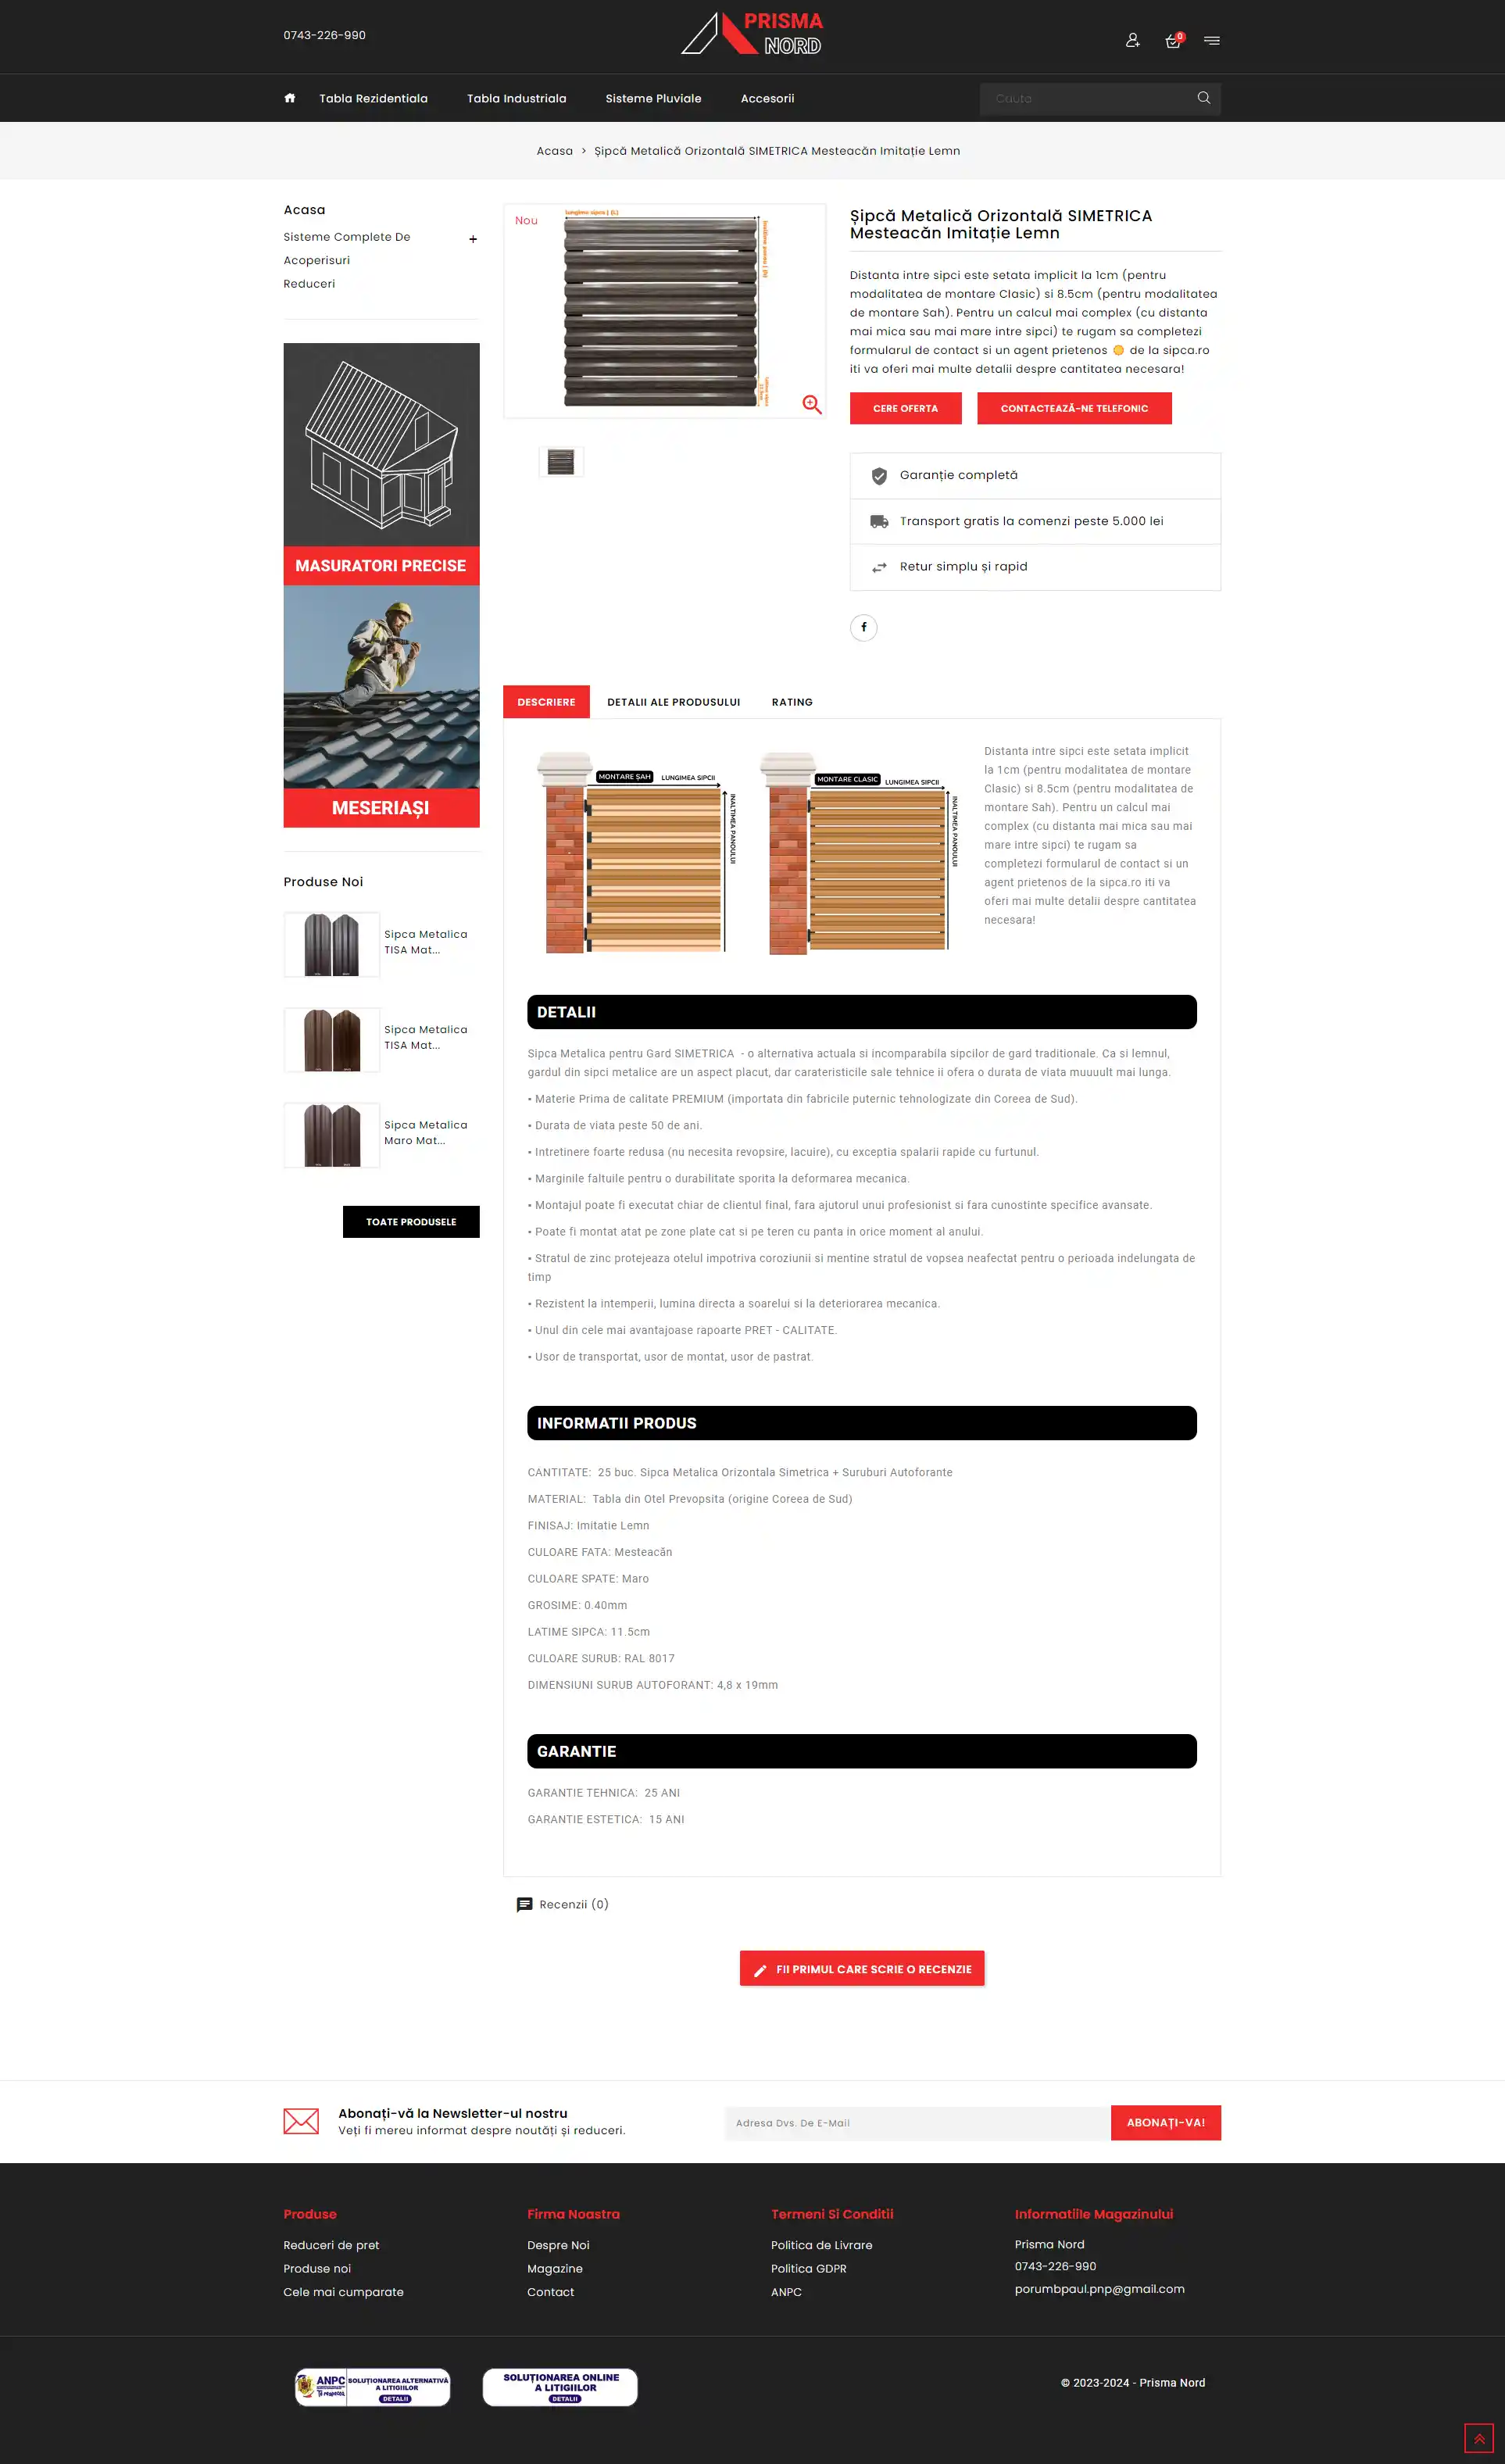 0743-226-990
PRISMA
NORD
0
Tabla Rezidentiala
Tabla Industriala
Sisteme Pluviale
Accesorii
Cauta
Acasa > Șipcă Metalică Orizontală SIMETRICA Mesteacăn Imitație Lemn
Acasa
Sisteme Complete De
Acoperisuri
Reduceri
MASURATORI PRECISE
MESERIAȘI
Produse Noi
Sipca Metalica
TISA Mat...
Sipca Metalica
TISA Mat...
Sipca Metalica
Maro Mat...
TOATE PRODUSELE
Nou
lungime sipca | (L)
Șipcă Metalică Orizontală SIMETRICA
Mesteacăn Imitație Lemn
Distanta intre sipci este setata implicit la 1cm (pentru
modalitatea de montare Clasic) si 8.5cm (pentru modalitatea
de montare Sah). Pentru un calcul mai complex (cu distanta
mai mica sau mai mare intre sipci) te rugam sa completezi
formularul de contact si un agent prietenos de la sipca.ro
iti va oferi mai multe detalii despre cantitatea necesara!
CERE OFERTA
CONTACTEAZĂ-NE TELEFONIC
Garanție completă
Transport gratis la comenzi peste 5.000 lei
Retur simplu și rapid
DESCRIERE
DETALII ALE PRODUSULUI
RATING
MONTARE ȘAH
LUNGIMEA SIPCII
INALTIMEA PANOULUI
MONTARE CLASIC
LUNGIMEA SIPCII
INALTIMEA PANOULUI
Distanta intre sipci este setata implicit
la 1cm (pentru modalitatea de montare
Clasic) si 8.5cm (pentru modalitatea de
montare Sah). Pentru un calcul mai
complex (cu distanta mai mica sau mai
mare intre sipci) te rugam sa
completezi formularul de contact si un
agent prietenos de la sipca.ro iti va
oferi mai multe detalii despre cantitatea
necesara!
DETALII
Sipca Metalica pentru Gard SIMETRICA - o alternativa actuala si incomparabila sipcilor de gard traditionale. Ca si lemnul,
gardul din sipci metalice are un aspect placut, dar carateristicile sale tehnice ii ofera o durata de viata muuuult mai lunga.
• Materie Prima de calitate PREMIUM (importata din fabricile puternic tehnologizate din Coreea de Sud).
• Durata de viata peste 50 de ani.
• Intretinere foarte redusa (nu necesita revopsire, lacuire), cu exceptia spalarii rapide cu furtunul.
• Marginile faltuile pentru o durabilitate sporita la deformarea mecanica.
• Montajul poate fi executat chiar de clientul final, fara ajutorul unui profesionist si fara cunostinte specifice avansate.
• Poate fi montat atat pe zone plate cat si pe teren cu panta in orice moment al anului.
• Stratul de zinc protejeaza otelul impotriva coroziunii si mentine stratul de vopsea neafectat pentru o perioada indelungata de
timp
• Rezistent la intemperii, lumina directa a soarelui si la deteriorarea mecanica.
• Unul din cele mai avantajoase rapoarte PRET - CALITATE.
• Usor de transportat, usor de montat, usor de pastrat.
INFORMATII PRODUS
CANTITATE: 25 buc. Sipca Metalica Orizontala Simetrica + Suruburi Autoforante
MATERIAL: Tabla din Otel Prevopsita (origine Coreea de Sud)
FINISAJ: Imitatie Lemn
CULOARE FATA: Mesteacăn
CULOARE SPATE: Maro
GROSIME: 0.40mm
LATIME SIPCA: 11.5cm
CULOARE SURUB: RAL 8017
DIMENSIUNI SURUB AUTOFORANT: 4,8 x 19mm
GARANTIE
GARANTIE TEHNICA: 25 ANI
GARANTIE ESTETICA: 15 ANI
Recenzii (0)
FII PRIMUL CARE SCRIE O RECENZIE
Abonați-vă la Newsletter-ul nostru
Veți fi mereu informat despre noutăți și reduceri.
Adresa Dvs. De E-Mail
ABONAȚI-VA!
Produse
Reduceri de pret
Produse noi
Cele mai cumparate
Firma Noastra
Despre Noi
Magazine
Contact
Termeni Si Conditii
Politica de Livrare
Politica GDPR
ANPC
Informatiile Magazinului
Prisma Nord
0743-226-990
porumbpaul.pnp@gmail.com
ANPC
SOLUȚIONAREA ALTERNATIVĂ
A LITIGIILOR
DETALII
SOLUȚIONAREA ONLINE
A LITIGIILOR
DETALII
© 2023-2024 - Prisma Nord